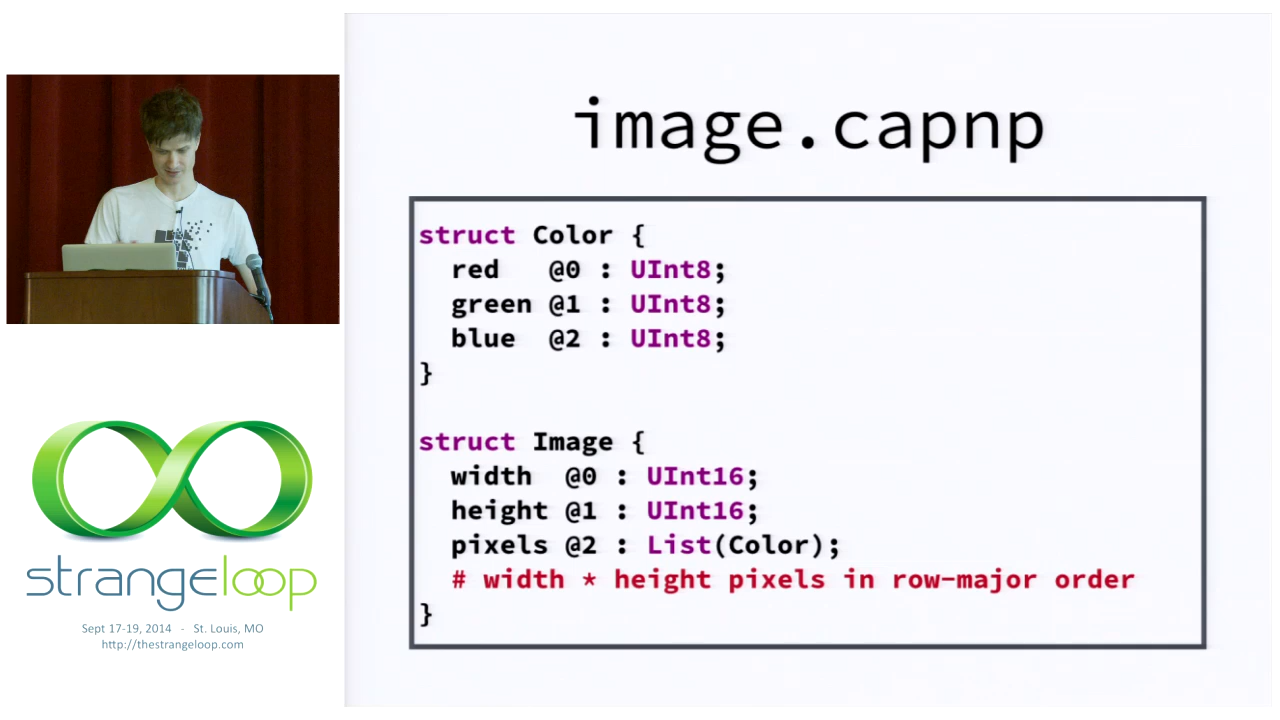 image.capnp
struct Color {
  red   @0 : UInt8;
  green @1 : UInt8;
  blue  @2 : UInt8;
}
struct Image {
  width  @0 : UInt16;
  height @1 : UInt16;
  pixels @2 : List(Color);
  # width * height pixels in row-major order
}
strangeloop
Sept 17-19, 2014 - St. Louis, MO
http://thestrangeloop.com